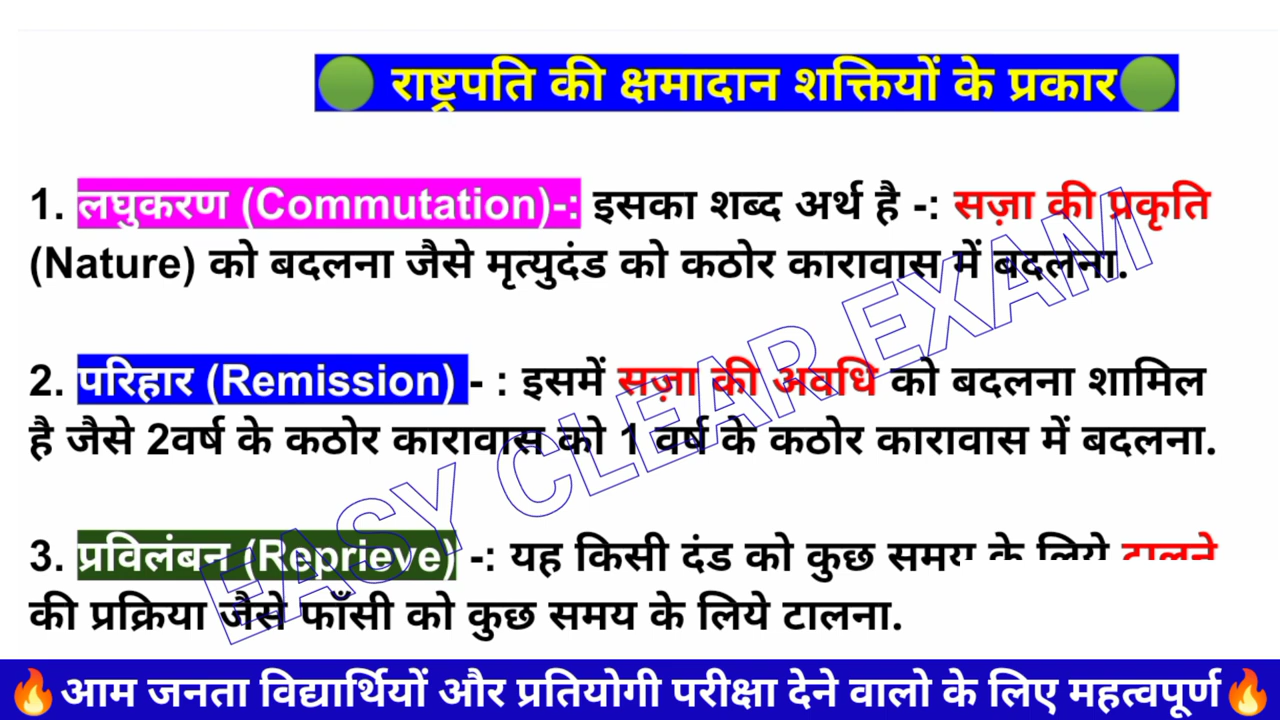 🟢 राष्ट्रपति की क्षमादान शक्तियों के प्रकार🟢
1. लघुकरण (Commutation)-: इसका शब्द अर्थ है -: सज़ा की प्रकृति
(Nature) को बदलना जैसे मृत्युदंड को कठोर कारावास में बदलना.
2. परिहार (Remission) - : इसमें सज़ा की अवधि को बदलना शामिल
है जैसे 2वर्ष के कठोर कारावास को 1 वर्ष के कठोर कारावास में बदलना.
3. प्रविलंबन (Reprieve) -: यह किसी दंड को कुछ समय के लिये टालने
की प्रक्रिया जैसे फाँसी को कुछ समय के लिये टालना.
EASY CLEAR EXAM
🔥आम जनता विद्यार्थियों और प्रतियोगी परीक्षा देने वालो के लिए महत्वपूर्ण🔥